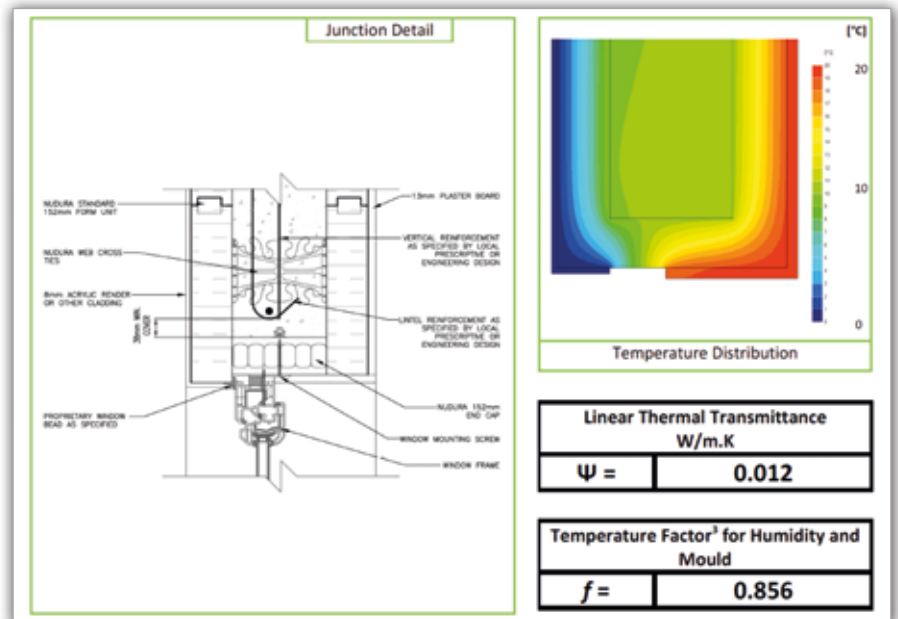 Junction Detail
NUDURA STANDARD
152mm FORM UNIT
NUDURA WEB CROSS
TIES
8mm ACRYLIC RENDER
OR OTHER CLADDING
38mm MIN.
COVER
PROPRIETARY WINDOW
BEAD AS SPECIFIED
13mm PLASTER BOARD
VERTICAL REINFORCEMENT
AS SPECIFIED BY LOCAL
PRESCRIPTIVE OR
ENGINEERING DESIGN
LINTEL REINFORCEMENT AS
SPECIFIED BY LOCAL
PRESCRIPTIVE OR
ENGINEERING DESIGN
NUDURA 152mm
END CAP
WINDOW MOUNTING SCREW
WINDOW FRAME
[°C]
20
10
0
Temperature Distribution
Linear Thermal Transmittance
W/m.K
Ψ = 0.012
Temperature Factor³ for Humidity and
Mould
f = 0.856